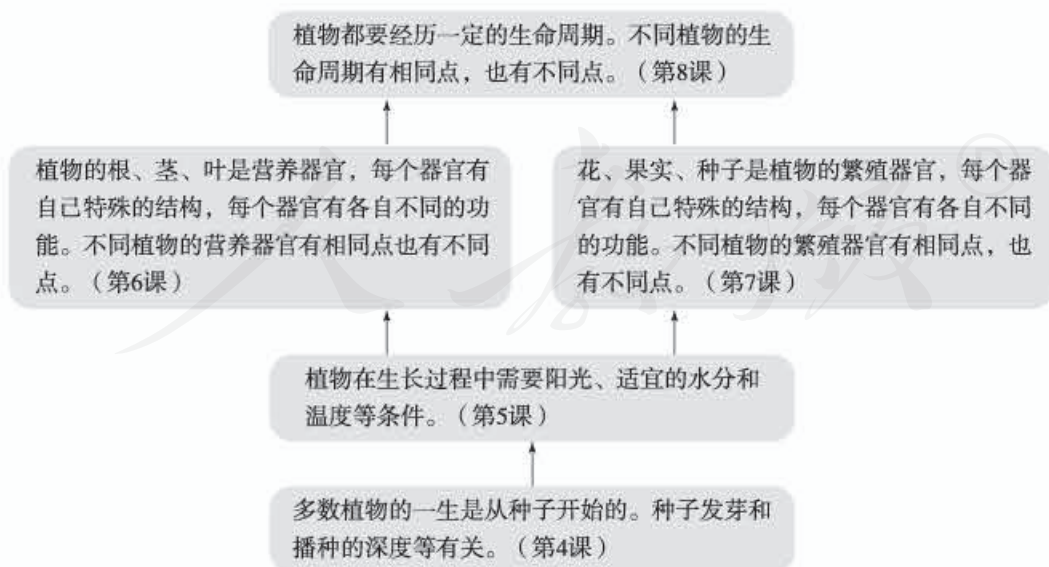 植物都要经历一定的生命周期。不同植物的生
命周期有相同点，也有不同点。（第8课）
植物的根、茎、叶是营养器官，每个器官有
自己特殊的结构，每个器官有各自不同的功
能。不同植物的营养器官有相同点也有不同
点。（第6课）
花、果实、种子是植物的繁殖器官，每个器
官有自己特殊的结构，每个器官有各自不同
的功能。不同植物的繁殖器官有相同点，也
有不同点。（第7课）
植物在生长过程中需要阳光、适宜的水分和
温度等条件。（第5课）
多数植物的一生是从种子开始的。种子发芽和
播种的深度等有关。（第4课）
人教版®